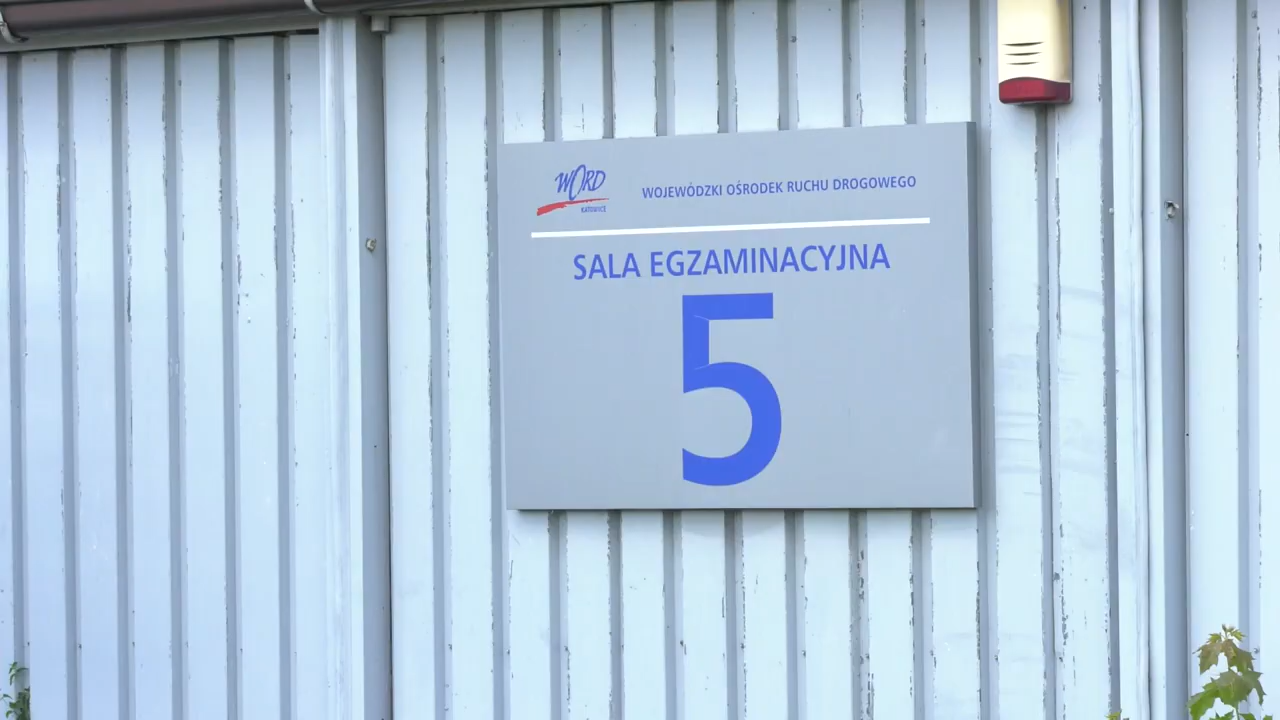 WORD
KATOWICE
WOJEWÓDZKI OŚRODEK RUCHU DROGOWEGO
SALA EGZAMINACYJNA
5